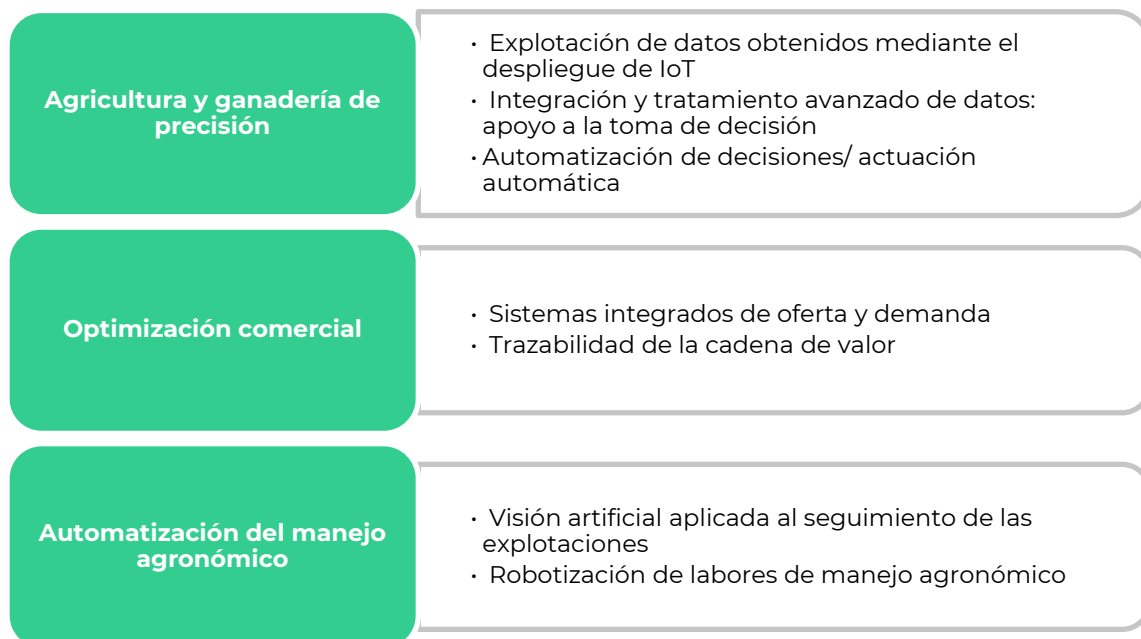 Agricultura y ganadería de
precisión
· Explotación de datos obtenidos mediante el
despliegue de IoT
· Integración y tratamiento avanzado de datos:
apoyo a la toma de decisión
· Automatización de decisiones/ actuación
automática
Optimización comercial
· Sistemas integrados de oferta y demanda
· Trazabilidad de la cadena de valor
Automatización del manejo
agronómico
· Visión artificial aplicada al seguimiento de las
explotaciones
· Robotización de labores de manejo agronómico